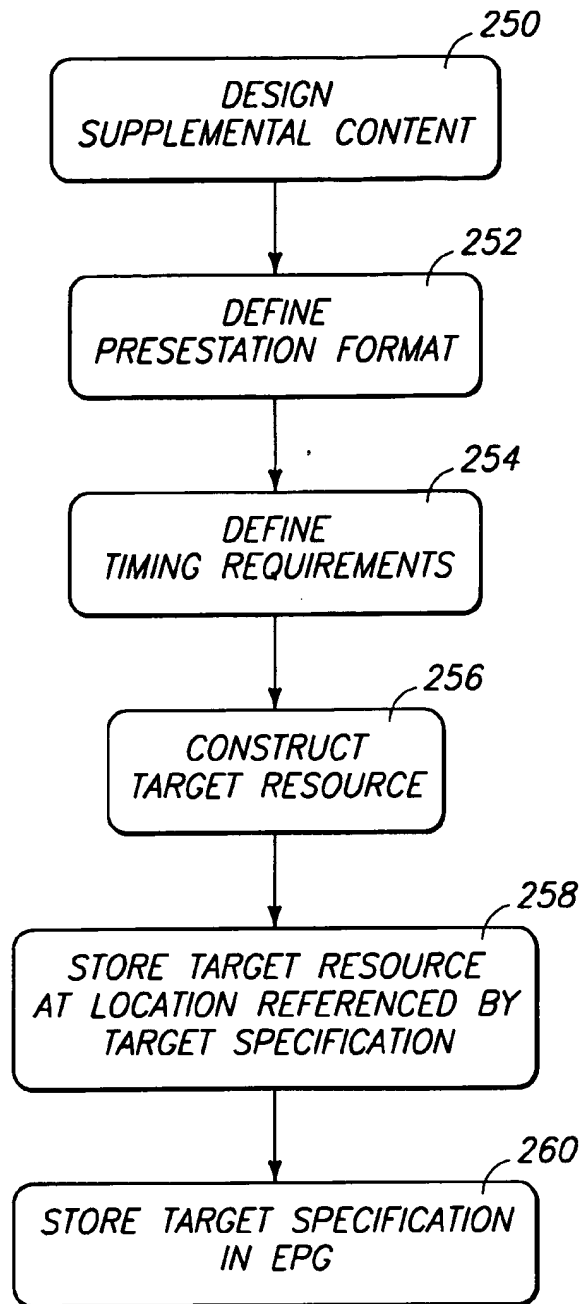 250
DESIGN
SUPPLEMENTAL CONTENT
252
DEFINE
PRESESTATION FORMAT
254
DEFINE
TIMING REQUIREMENTS
256
CONSTRUCT
TARGET RESOURCE
258
STORE TARGET RESOURCE
AT LOCATION REFERENCED BY
TARGET SPECIFICATION
260
STORE TARGET SPECIFICATION
IN EPG